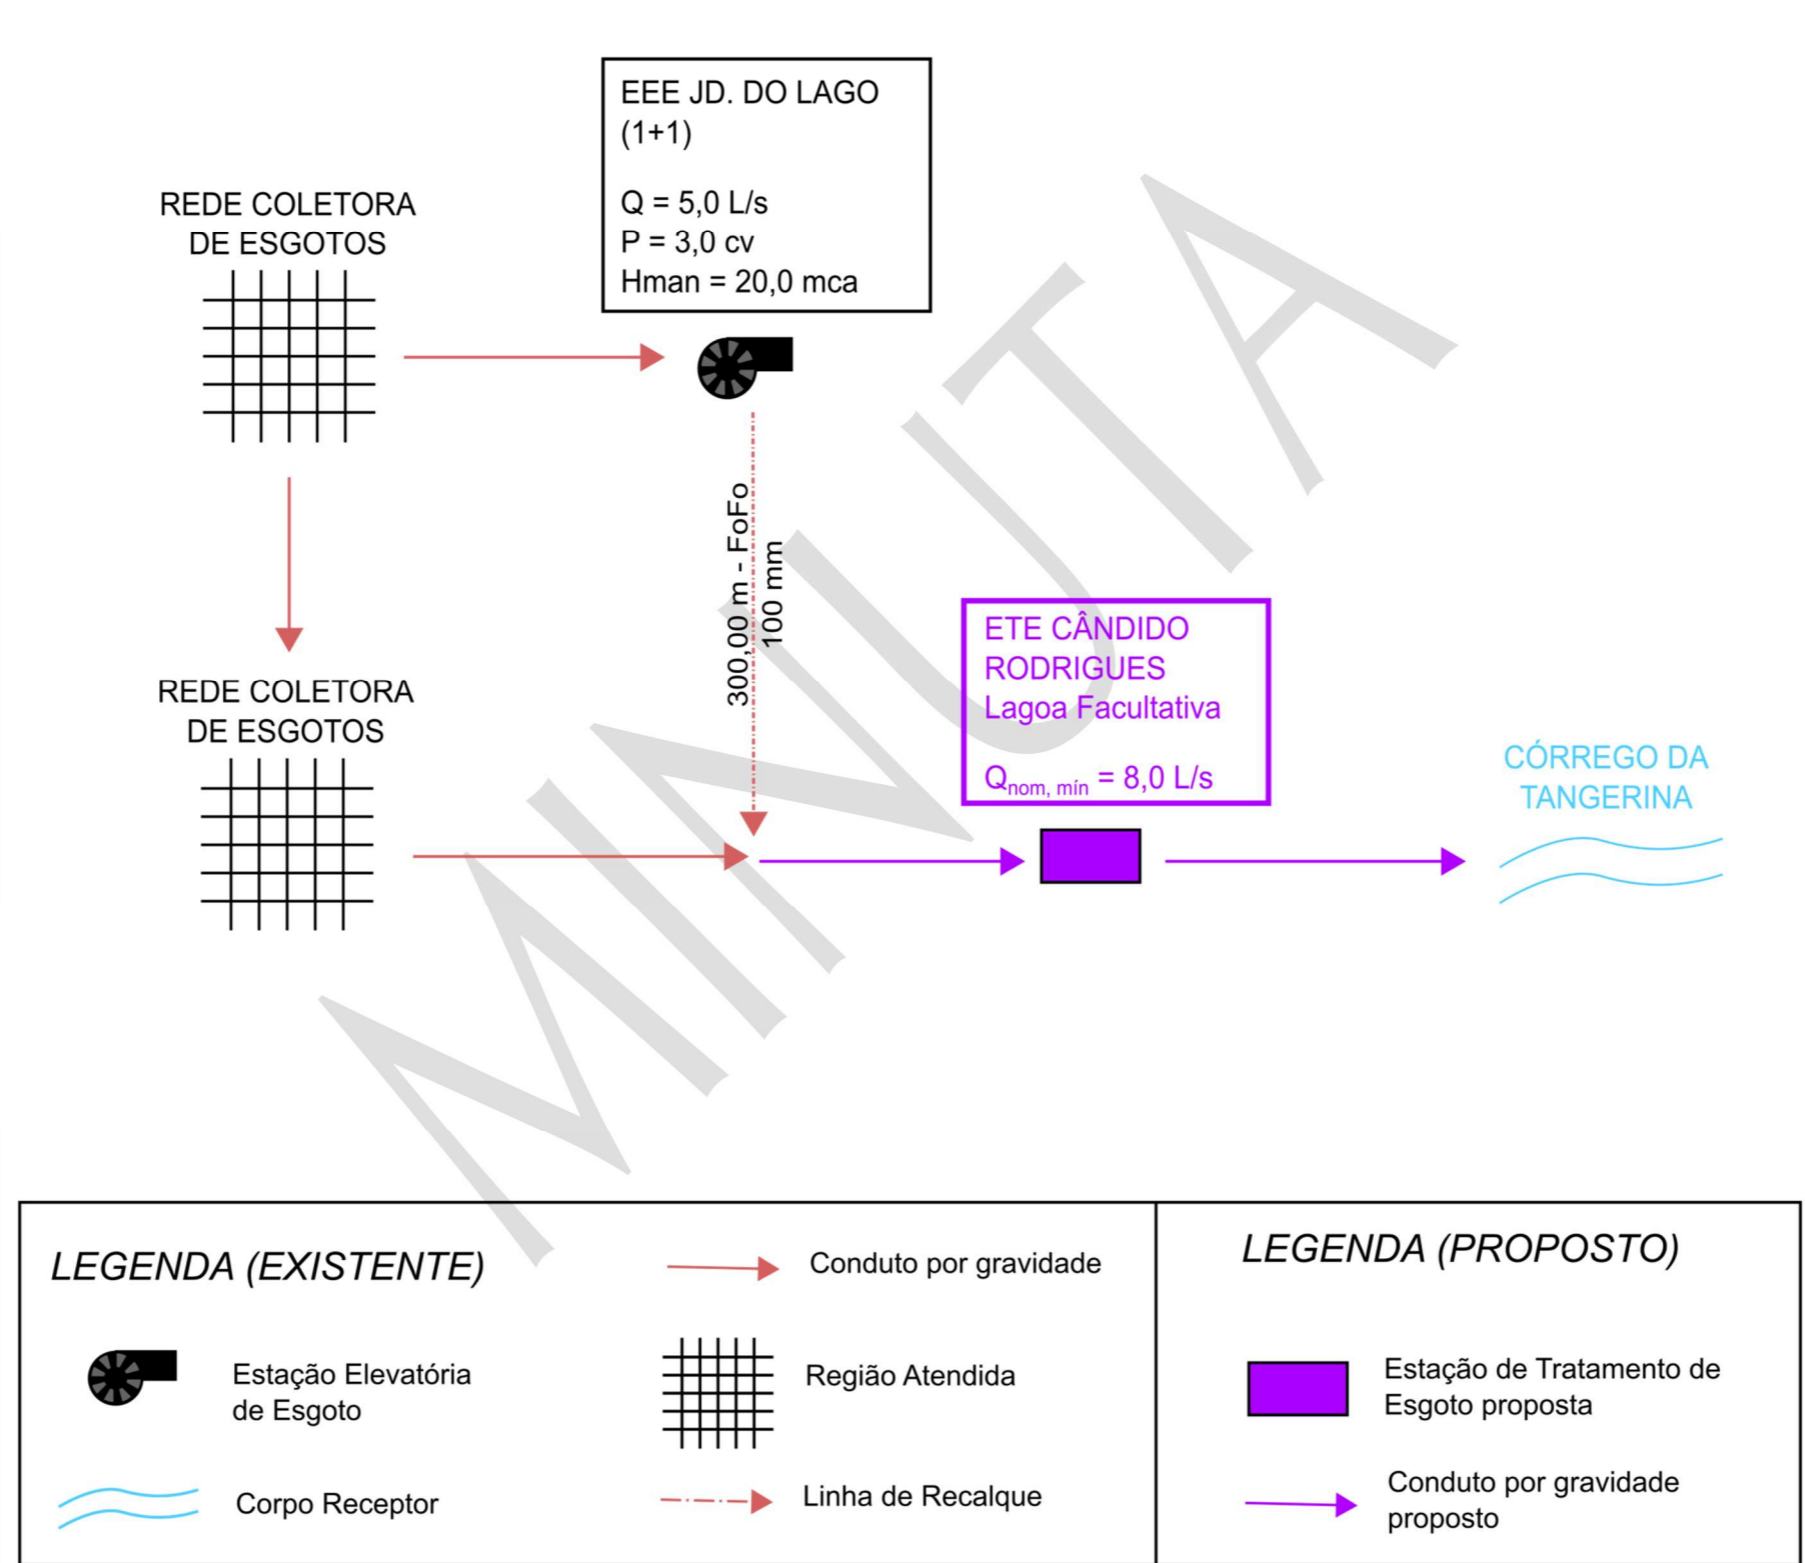 EEE JD. DO LAGO
(1+1)
Q = 5,0 L/s
P = 3,0 cv
Hman = 20,0 mca
REDE COLETORA
DE ESGOTOS
300,00 m - FoFo
100 mm
REDE COLETORA
DE ESGOTOS
ETE CÂNDIDO
RODRIGUES
Lagoa Facultativa
Qnom, mín = 8,0 L/s
CÓRREGO DA
TANGERINA
MINUTA
LEGENDA (EXISTENTE)
Estação Elevatória
de Esgoto
Corpo Receptor
Conduto por gravidade
Região Atendida
Linha de Recalque
LEGENDA (PROPOSTO)
Estação de Tratamento de
Esgoto proposta
Conduto por gravidade
proposto